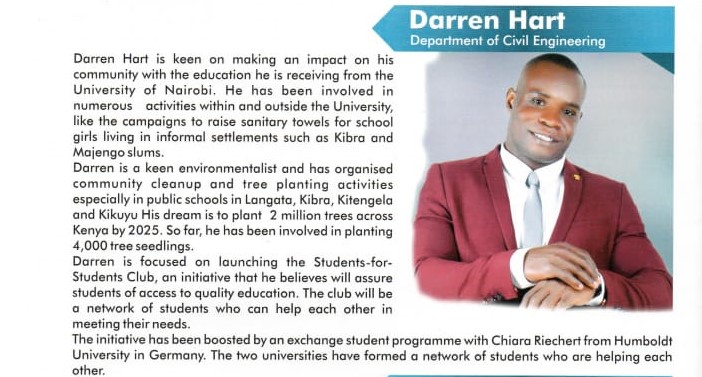 Darren Hart
Department of Civil Engineering
Darren Hart is keen on making an impact on his
community with the education he is receiving from the
University of Nairobi. He has been involved in
numerous activities within and outside the University,
like the campaigns to raise sanitary towels for school
girls living in informal settlements such as Kibra and
Majengo slums.
Darren is a keen environmentalist and has organised
community cleanup and tree planting activities
especially in public schools in Langata, Kibra, Kitengela
and Kikuyu His dream is to plant 2 million trees across
Kenya by 2025. So far, he has been involved in planting
4,000 tree seedlings.
Darren is focused on launching the Students-for-
Students Club, an initiative that he believes will assure
students of access to quality education. The club will be
a network of students who can help each other in
meeting their needs.
The initiative has been boosted by an exchange student programme with Chiara Riechert from Humboldt
University in Germany. The two universities have formed a network of students who are helping each
other.